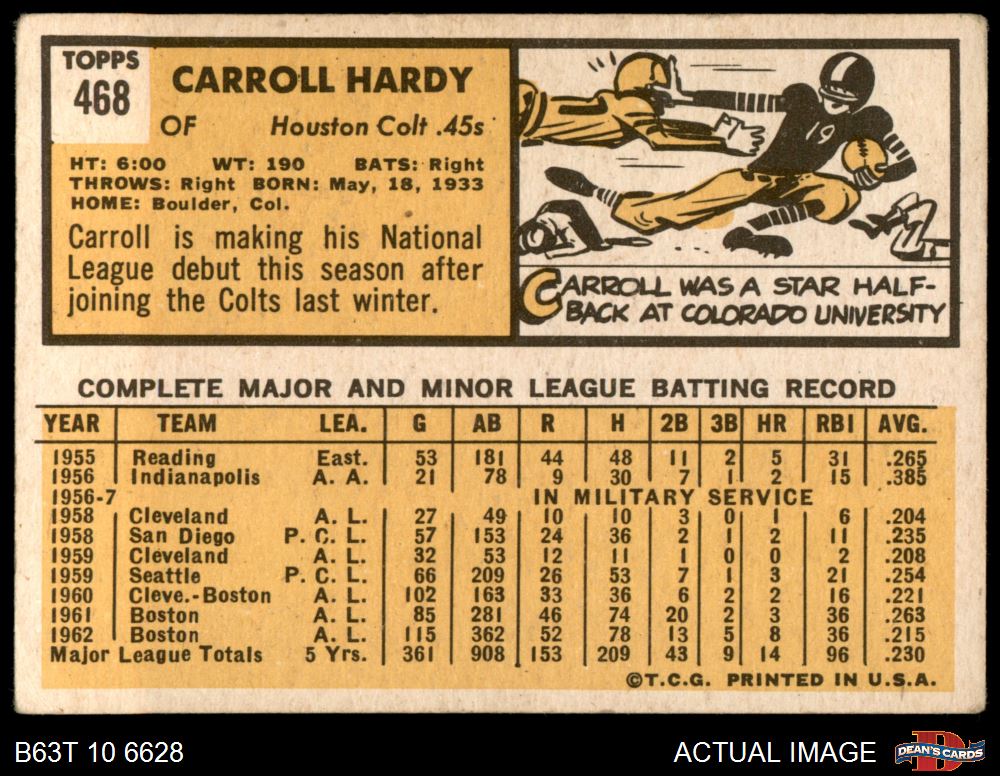 TOPPS
468
CARROLL HARDY
OF Houston Colt .45s
HT: 6:00 WT: 190 BATS: Right
THROWS: Right BORN: May, 18, 1933
HOME: Boulder, Col.
Carroll is making his National
League debut this season after
joining the Colts last winter.
19
CARROLL WAS A STAR HALF-
BACK AT COLORADO UNIVERSITY
COMPLETE MAJOR AND MINOR LEAGUE BATTING RECORD
YEAR TEAM LEA. G AB R H 2B 3B HR RBI AVG.
1955 Reading East. 53 181 44 48 11 2 5 31 .265
1956 Indianapolis A. A. 21 78 9 30 7 1 2 15 .385
1956-7 IN MILITARY SERVICE
1958 Cleveland A. L. 27 49 10 10 3 0 1 6 .204
1958 San Diego P. C. L. 57 153 24 36 2 1 2 11 .235
1959 Cleveland A. L. 32 53 12 11 1 0 0 2 .208
1959 Seattle P. C. L. 66 209 26 53 7 1 3 21 .254
1960 Cleve.-Boston A. L. 102 163 33 36 6 2 2 16 .221
1961 Boston A. L. 85 281 46 74 20 2 3 36 .263
1962 Boston A. L. 115 362 52 78 13 5 8 36 .215
Major League Totals 5 Yrs. 361 908 153 209 43 9 14 96 .230
©T.C.G. PRINTED IN U.S.A.
B63T 10 6628
ACTUAL IMAGE
D
DEAN'S CARDS